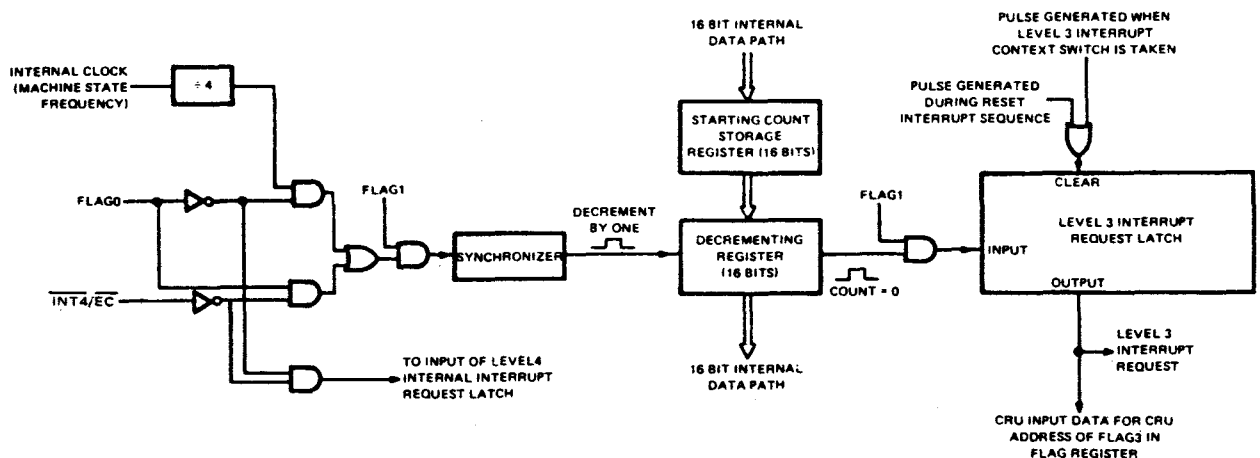 16 BIT INTERNAL
DATA PATH
PULSE GENERATED WHEN
LEVEL 3 INTERRUPT
CONTEXT SWITCH IS TAKEN
INTERNAL CLOCK
(MACHINE STATE
FREQUENCY)
÷ 4
PULSE GENERATED
DURING RESET
INTERRUPT SEQUENCE
STARTING COUNT
STORAGE
REGISTER (16 BITS)
CLEAR
FLAG0
FLAG1
DECREMENT
BY ONE
FLAG1
LEVEL 3 INTERRUPT
REQUEST LATCH
SYNCHRONIZER
DECREMENTING
REGISTER
(16 BITS)
INPUT
COUNT = 0
OUTPUT
INT4/EC
TO INPUT OF LEVEL4
INTERNAL INTERRUPT
REQUEST LATCH
16 BIT INTERNAL
DATA PATH
LEVEL 3
INTERRUPT
REQUEST
CRU INPUT DATA FOR CRU
ADDRESS OF FLAG3 IN
FLAG REGISTER